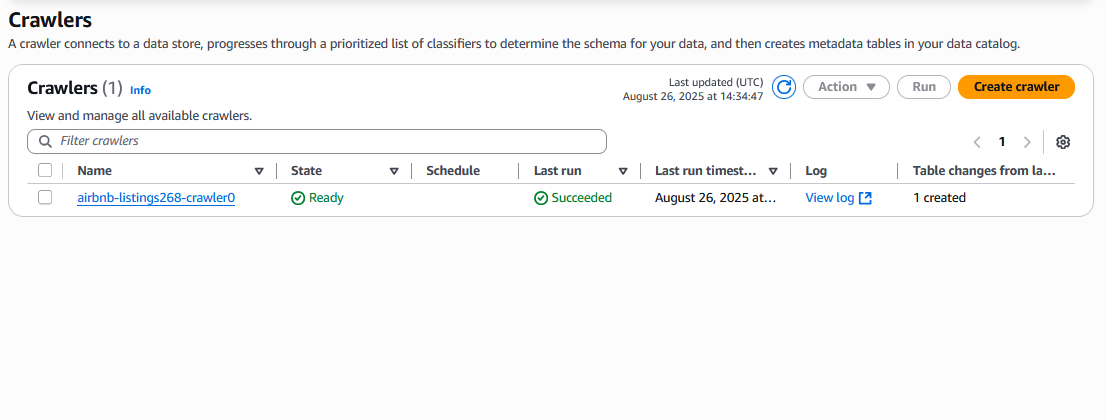 Crawlers
A crawler connects to a data store, progresses through a prioritized list of classifiers to determine the schema for your data, and then creates metadata tables in your data catalog.
Crawlers (1) Info
Last updated (UTC)
August 26, 2025 at 14:34:47
Action
Run
Create crawler
View and manage all available crawlers.
Filter crawlers
1
Name State Schedule Last run Last run timest... Log Table changes from la...
airbnb-listings268-crawler0 Ready Succeeded August 26, 2025 at... View log 1 created